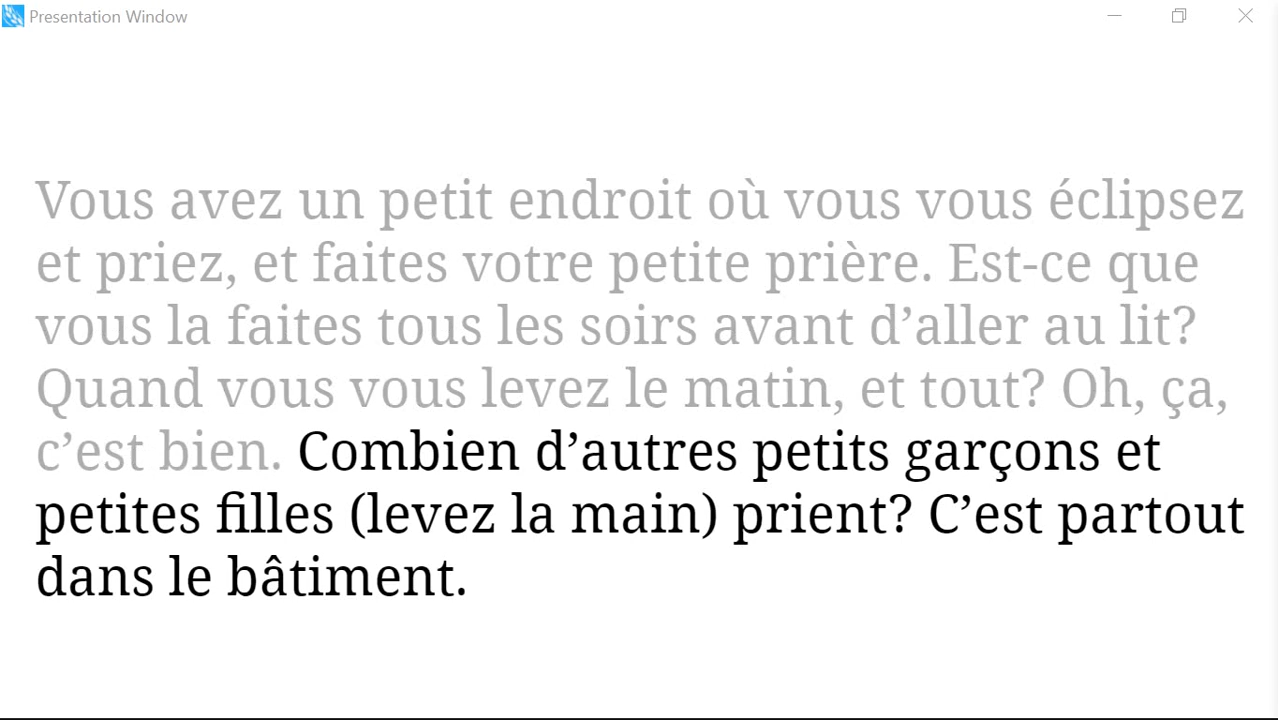 Presentation Window
Vous avez un petit endroit où vous vous éclipsez
et priez, et faites votre petite prière. Est-ce que
vous la faites tous les soirs avant d’aller au lit?
Quand vous vous levez le matin, et tout? Oh, ça,
c’est bien. Combien d’autres petits garçons et
petites filles (levez la main) prient? C’est partout
dans le bâtiment.